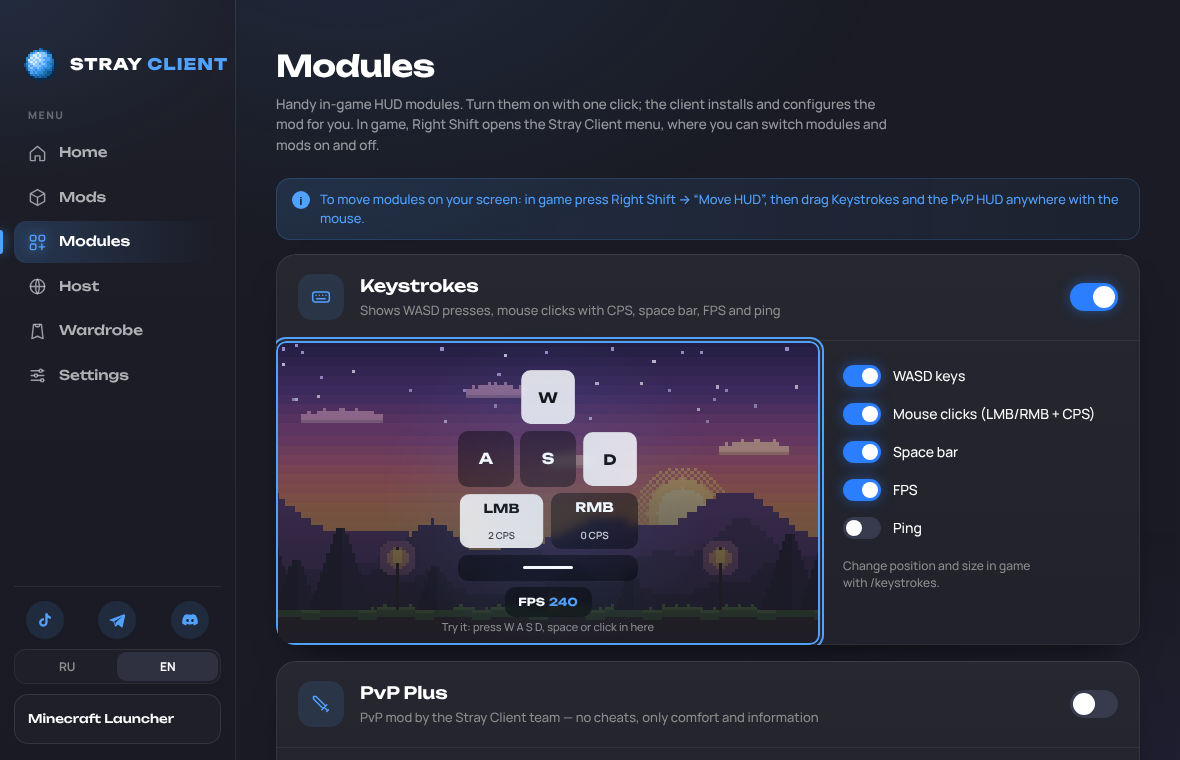 STRAY CLIENT
MENU
Home
Mods
Modules
Host
Wardrobe
Settings
RU
EN
Minecraft Launcher
Modules
Handy in-game HUD modules. Turn them on with one click; the client installs and configures the
mod for you. In game, Right Shift opens the Stray Client menu, where you can switch modules and
mods on and off.
To move modules on your screen: in game press Right Shift → “Move HUD”, then drag Keystrokes and the PvP HUD anywhere with the
mouse.
Keystrokes
Shows WASD presses, mouse clicks with CPS, space bar, FPS and ping
W
A S D
LMB RMB
2 CPS 0 CPS
FPS 240
Try it: press W A S D, space or click in here
WASD keys
Mouse clicks (LMB/RMB + CPS)
Space bar
FPS
Ping
Change position and size in game
with /keystrokes.
PvP Plus
PvP mod by the Stray Client team — no cheats, only comfort and information